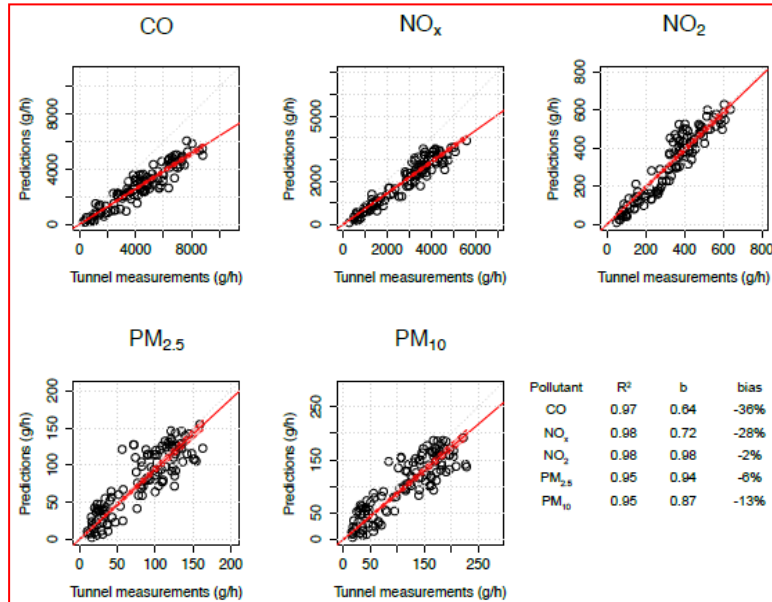 CO
NOx
NO2
Predictions (g/h)
0
4000
8000
0
4000
8000
Tunnel measurements (g/h)
Predictions (g/h)
0
2000
5000
0
2000
4000
6000
Tunnel measurements (g/h)
Predictions (g/h)
0
200
400
600
800
0
200
400
600
800
Tunnel measurements (g/h)
PM2.5
PM10
Predictions (g/h)
0
50
100
150
200
0
50
100
150
200
Tunnel measurements (g/h)
Predictions (g/h)
0
50
150
250
0
50
150
250
Tunnel measurements (g/h)
Pollutant R² b bias
CO 0.97 0.64 -36%
NOx 0.98 0.72 -28%
NO2 0.98 0.98 -2%
PM2.5 0.95 0.94 -6%
PM10 0.95 0.87 -13%